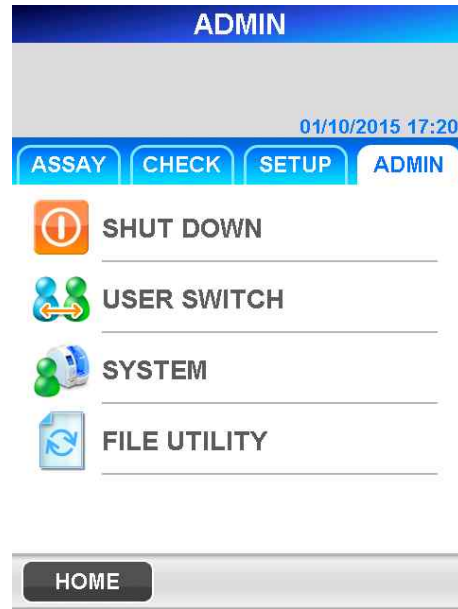 ADMIN
01/10/2015 17:20
ASSAY CHECK SETUP ADMIN
SHUT DOWN
USER SWITCH
SYSTEM
FILE UTILITY
HOME